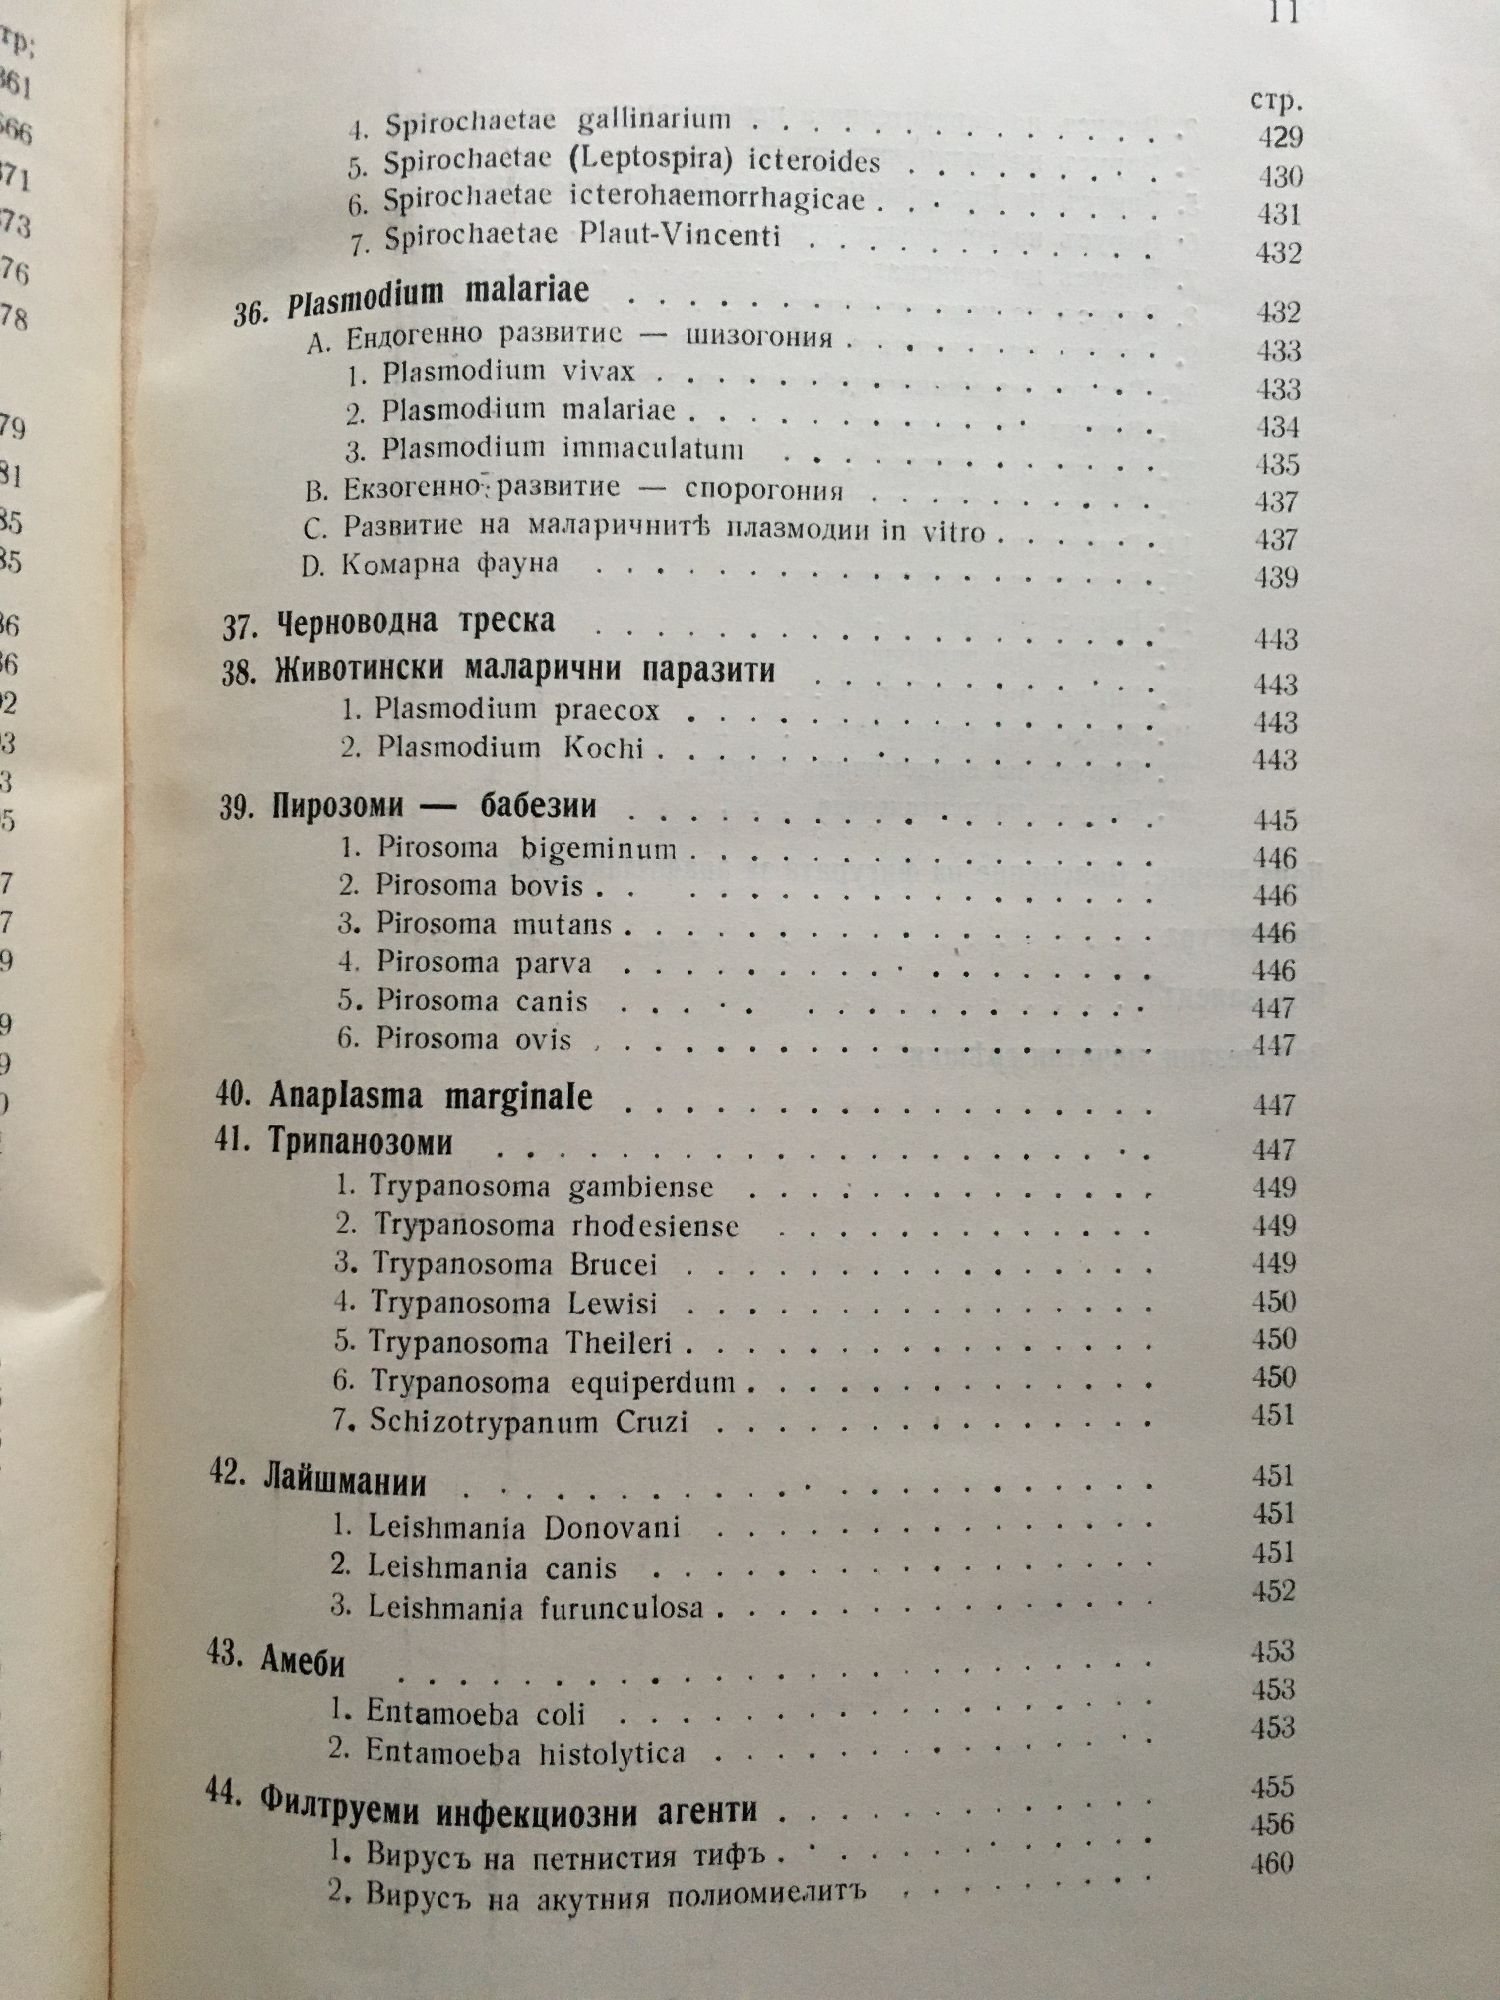 11
стр.
4. Spirochaetae gallinarium . . . . . . . . . . . . . . 429
5. Spirochaetae (Leptospira) icteroides . . . . . . . . . 430
6. Spirochaetae icterohaemorrhagicae . . . . . . . . . . 431
7. Spirochaetae Plaut-Vincenti . . . . . . . . . . . . 432
36. Plasmodium malariae . . . . . . . . . . . . . . . . . 432
A. Ендогенно развитие — шизогония . . . . . . . . . . . 433
1. Plasmodium vivax . . . . . . . . . . . . . . . . . 433
2. Plasmodium malariae . . . . . . . . . . . . . . . 434
3. Plasmodium immaculatum . . . . . . . . . . . . . 435
B. Екзогенно развитие — спорогония . . . . . . . . . . 437
C. Развитие на маларичнитѣ плазмодии in vitro . . . . . . 437
D. Комарна фауна . . . . . . . . . . . . . . . . . . . 439
37. Черноводна треска . . . . . . . . . . . . . . . . . . . 443
38. Животински маларични паразити . . . . . . . . . . . . 443
1. Plasmodium praecox . . . . . . . . . . . . . . . . 443
2. Plasmodium Kochi . . . . . . . . . . . . . . . . . 443
39. Пирозоми — бабезии . . . . . . . . . . . . . . . . . . 445
1. Pirosoma bigeminum . . . . . . . . . . . . . . . . 446
2. Pirosoma bovis . . . . . . . . . . . . . . . . . . 446
3. Pirosoma mutans . . . . . . . . . . . . . . . . . . 446
4. Pirosoma parva . . . . . . . . . . . . . . . . . . 446
5. Pirosoma canis . . . . . . . . . . . . . . . . . 447
6. Pirosoma ovis . . . . . . . . . . . . . . . . . . . 447
40. Anaplasma marginale . . . . . . . . . . . . . . . . . . 447
41. Трипанозоми . . . . . . . . . . . . . . . . . . . . . . 447
1. Trypanosoma gambiense . . . . . . . . . . . . . . 449
2. Trypanosoma rhodesiense . . . . . . . . . . . . . 449
3. Trypanosoma Brucei . . . . . . . . . . . . . . . . 449
4. Trypanosoma Lewisi . . . . . . . . . . . . . . . . 450
5. Trypanosoma Theileri . . . . . . . . . . . . . . . . 450
6. Trypanosoma equiperdum . . . . . . . . . . . . . . 450
7. Schizotrypanum Cruzi . . . . . . . . . . . . . . . 451
42. Лайшмании . . . . . . . . . . . . . . . . . . . . . . . 451
1. Leishmania Donovani . . . . . . . . . . . . . . . 451
2. Leishmania canis . . . . . . . . . . . . . . . . . 451
3. Leishmania furunculosa . . . . . . . . . . . . . . . 452
43. Амеби . . . . . . . . . . . . . . . . . . . . . . . . . 453
1. Entamoeba coli . . . . . . . . . . . . . . . . . . 453
2. Entamoeba histolytica . . . . . . . . . . . . . . . 453
44. Филтруеми инфекциозни агенти . . . . . . . . . . . . . 455
1. Вирусъ на петнистия тифъ . . . . . . . . . . . . . 456
2. Вирусъ на акутния полиомиелитъ . . . . . . . . . 460